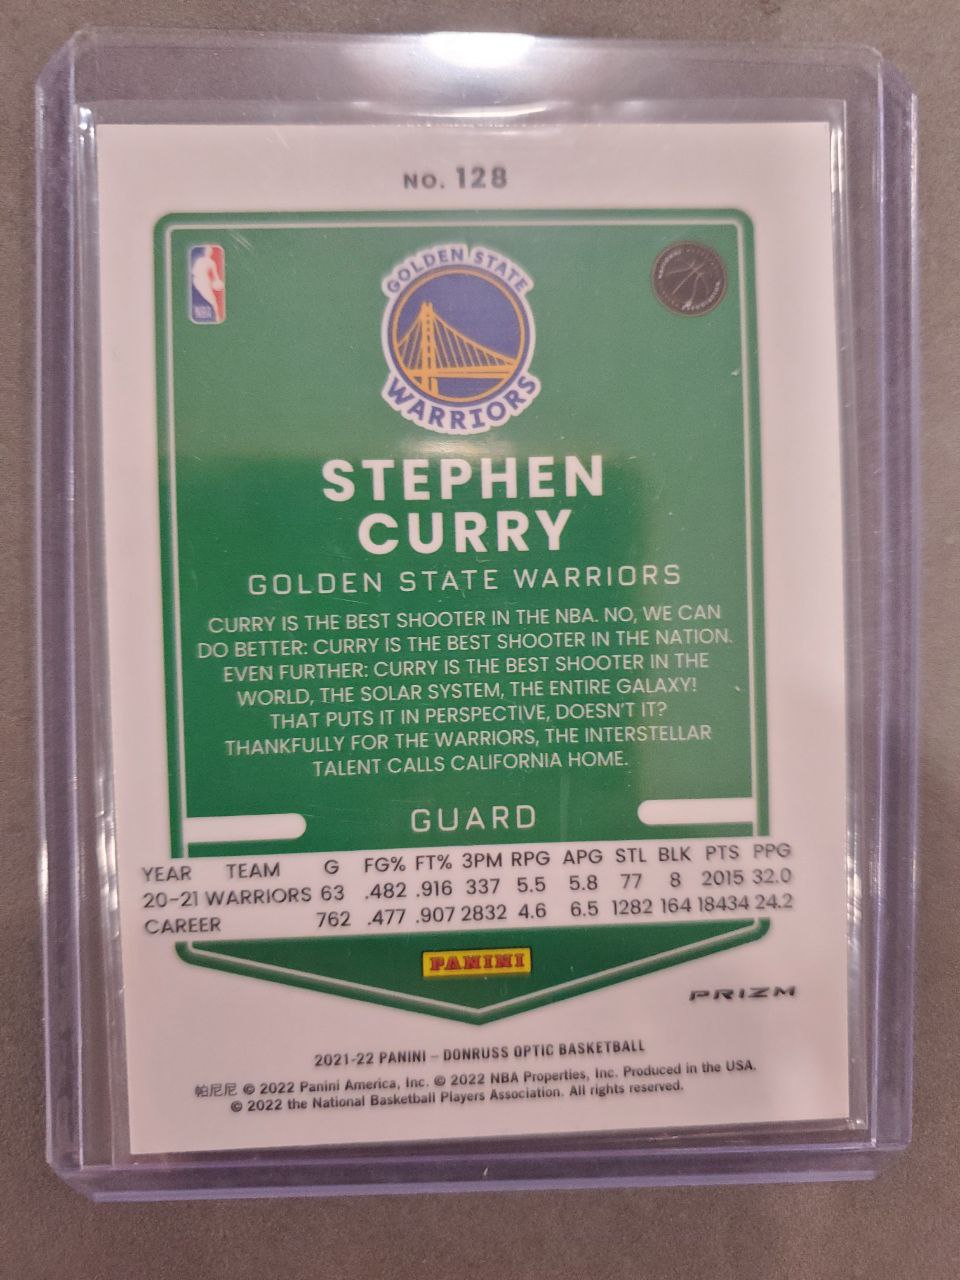 NO. 128
NBA
GOLDEN STATE
WARRIORS
STEPHEN
CURRY
GOLDEN STATE WARRIORS
CURRY IS THE BEST SHOOTER IN THE NBA. NO, WE CAN
DO BETTER: CURRY IS THE BEST SHOOTER IN THE NATION.
EVEN FURTHER: CURRY IS THE BEST SHOOTER IN THE
WORLD, THE SOLAR SYSTEM, THE ENTIRE GALAXY!
THAT PUTS IT IN PERSPECTIVE, DOESN'T IT?
THANKFULLY FOR THE WARRIORS, THE INTERSTELLAR
TALENT CALLS CALIFORNIA HOME.
GUARD
YEAR TEAM G FG% FT% 3PM RPG APG STL BLK PTS PPG
20-21 WARRIORS 63 .482 .916 337 5.5 5.8 77 8 2015 32.0
CAREER 762 .477 .907 2832 4.6 6.5 1282 164 18434 24.2
PANINI
PRIZM
2021-22 PANINI – DONRUSS OPTIC BASKETBALL
帕尼尼 © 2022 Panini America, Inc. © 2022 NBA Properties, Inc. Produced in the USA.
© 2022 the National Basketball Players Association. All rights reserved.